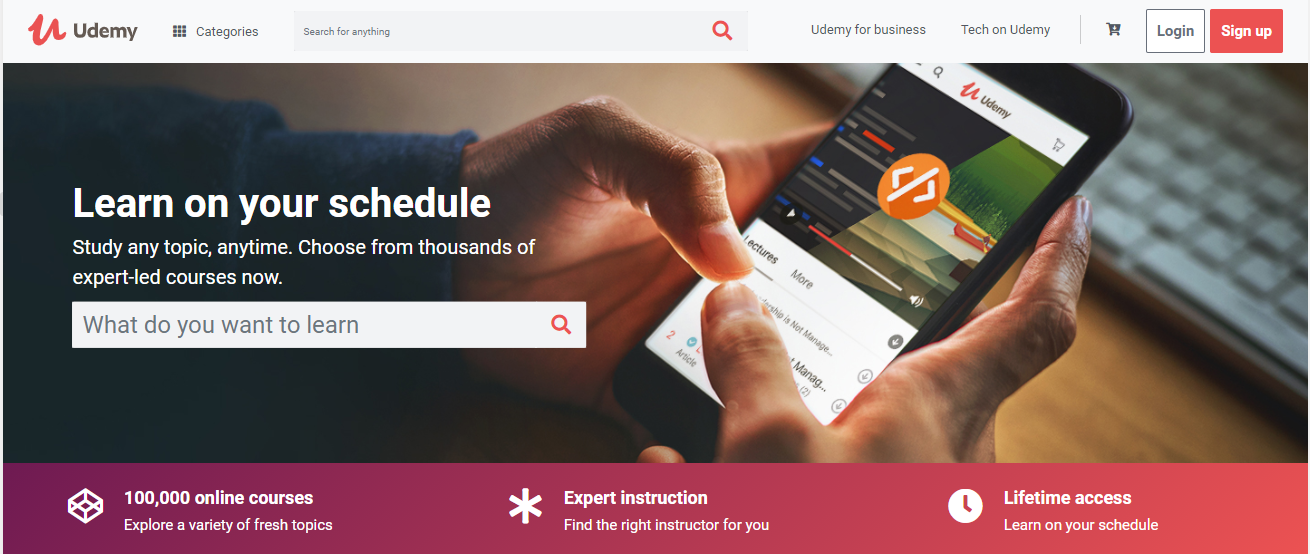 Udemy
Categories
Search for anything
Udemy for business
Tech on Udemy
Login
Sign up
Udemy
Learn on your schedule
Study any topic, anytime. Choose from thousands of
expert-led courses now.
What do you want to learn
Lectures
More
is Not Manage...
Manag...
(2)
2
Article
100,000 online courses
Explore a variety of fresh topics
Expert instruction
Find the right instructor for you
Lifetime access
Learn on your schedule